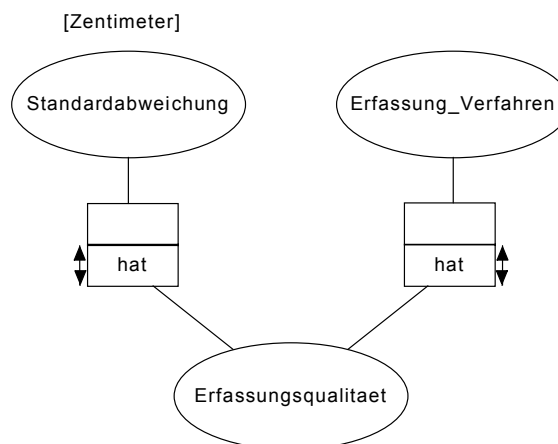 [Zentimeter]
Standardabweichung
Erfassung_Verfahren
hat
hat
Erfassungsqualitaet